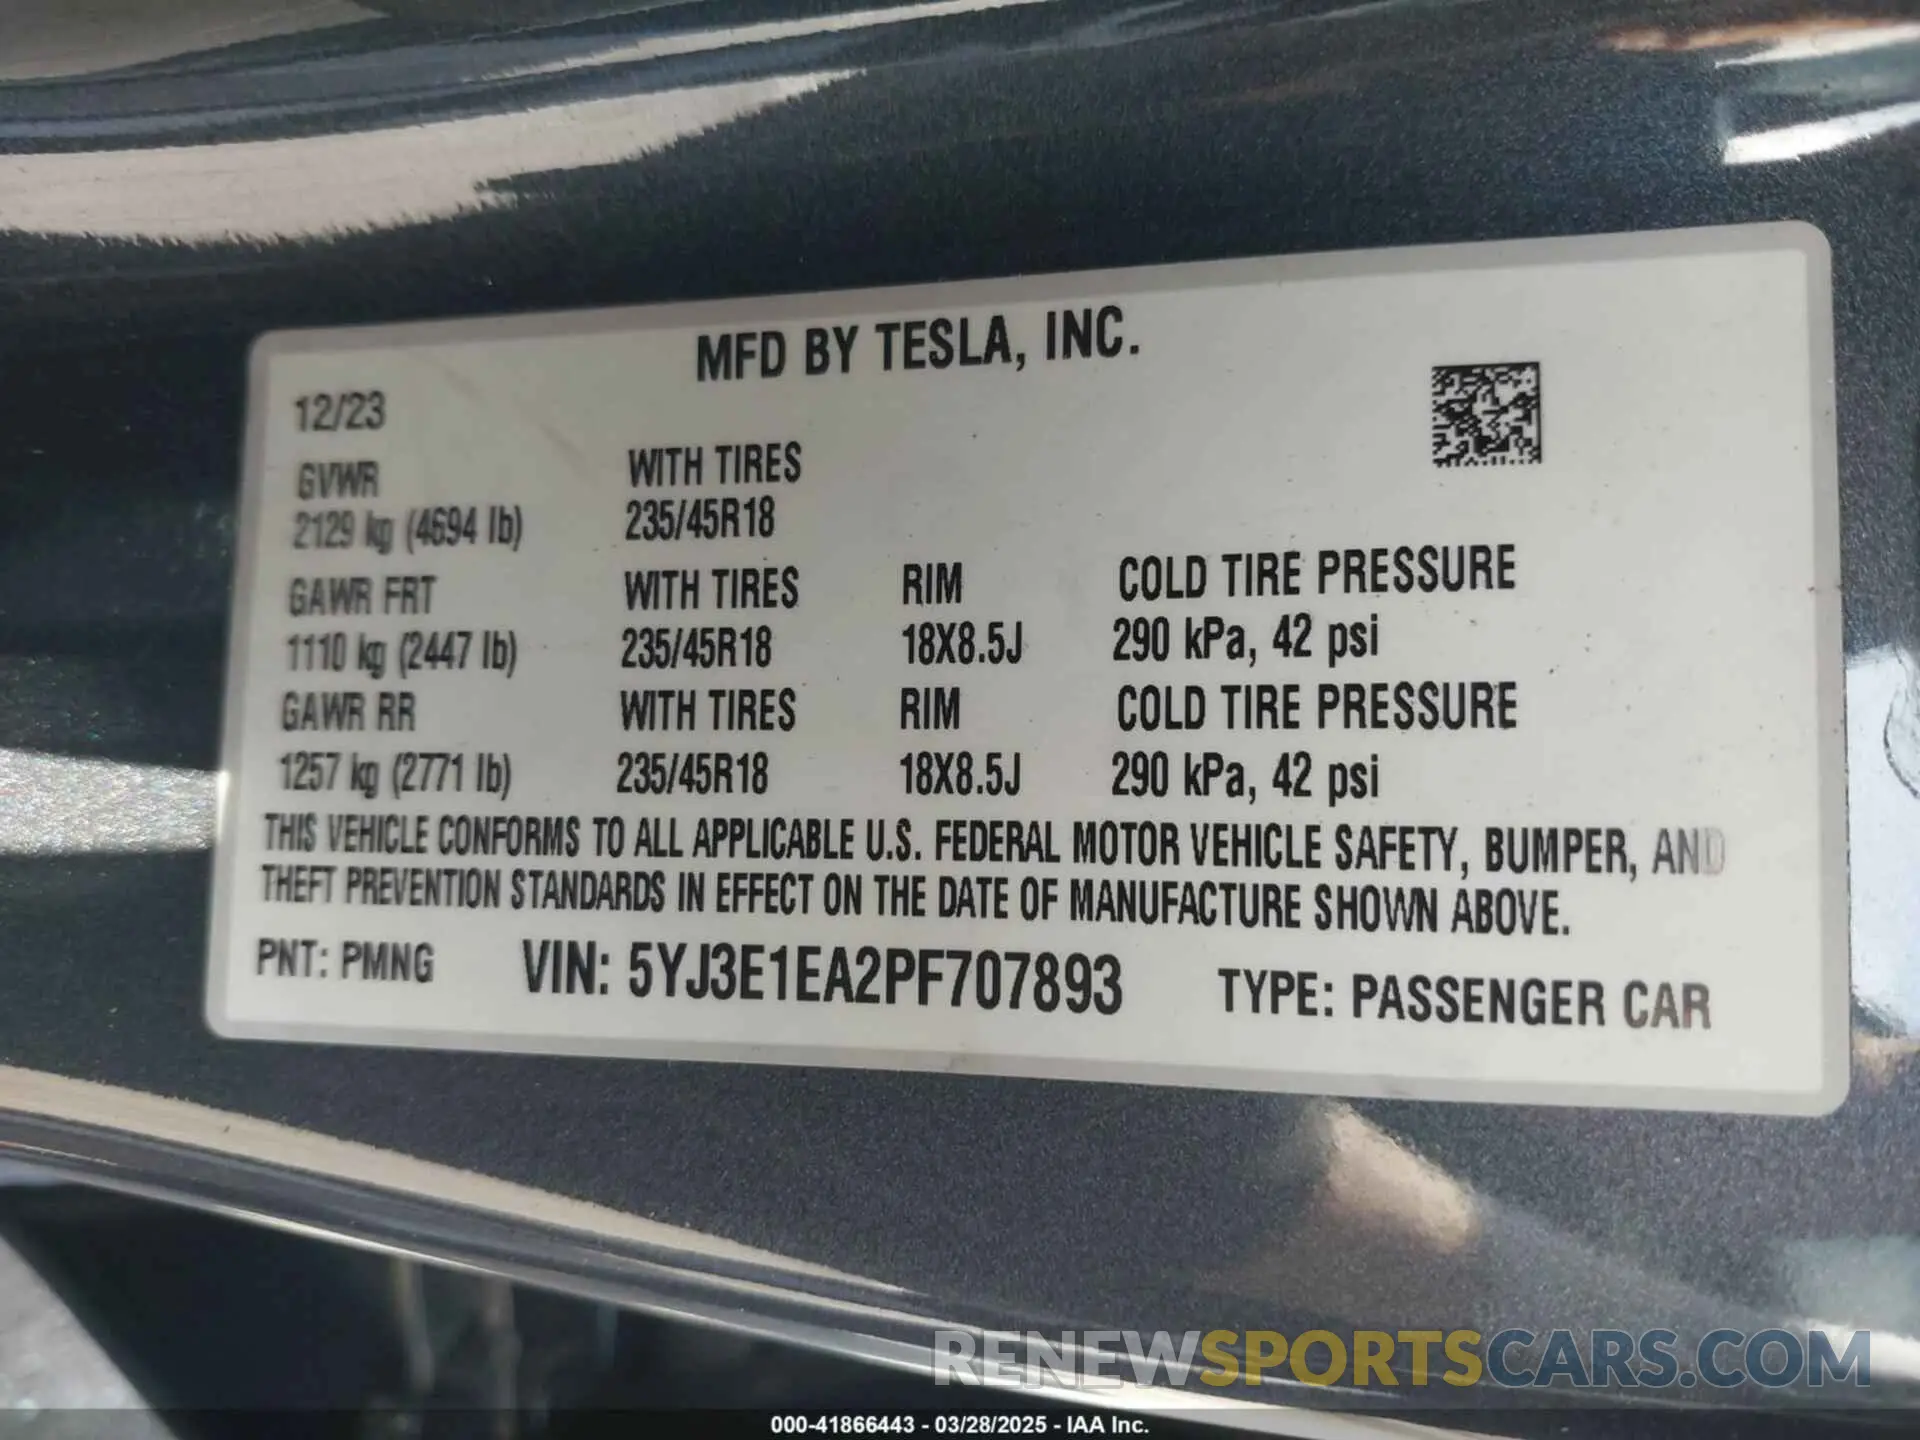 MFD BY TESLA, INC.
12/23
GVWR WITH TIRES
2129 kg (4694 lb) 235/45R18
GAWR FRT WITH TIRES RIM COLD TIRE PRESSURE
1110 kg (2447 lb) 235/45R18 18X8.5J 290 kPa, 42 psi
GAWR RR WITH TIRES RIM COLD TIRE PRESSURE
1257 kg (2771 lb) 235/45R18 18X8.5J 290 kPa, 42 psi
THIS VEHICLE CONFORMS TO ALL APPLICABLE U.S. FEDERAL MOTOR VEHICLE SAFETY, BUMPER, AND
THEFT PREVENTION STANDARDS IN EFFECT ON THE DATE OF MANUFACTURE SHOWN ABOVE.
PNT: PMNG VIN: 5YJ3E1EA2PF707893 TYPE: PASSENGER CAR
RENEWSPORTSCARS.COM
000-41866443 - 03/28/2025 - IAA Inc.